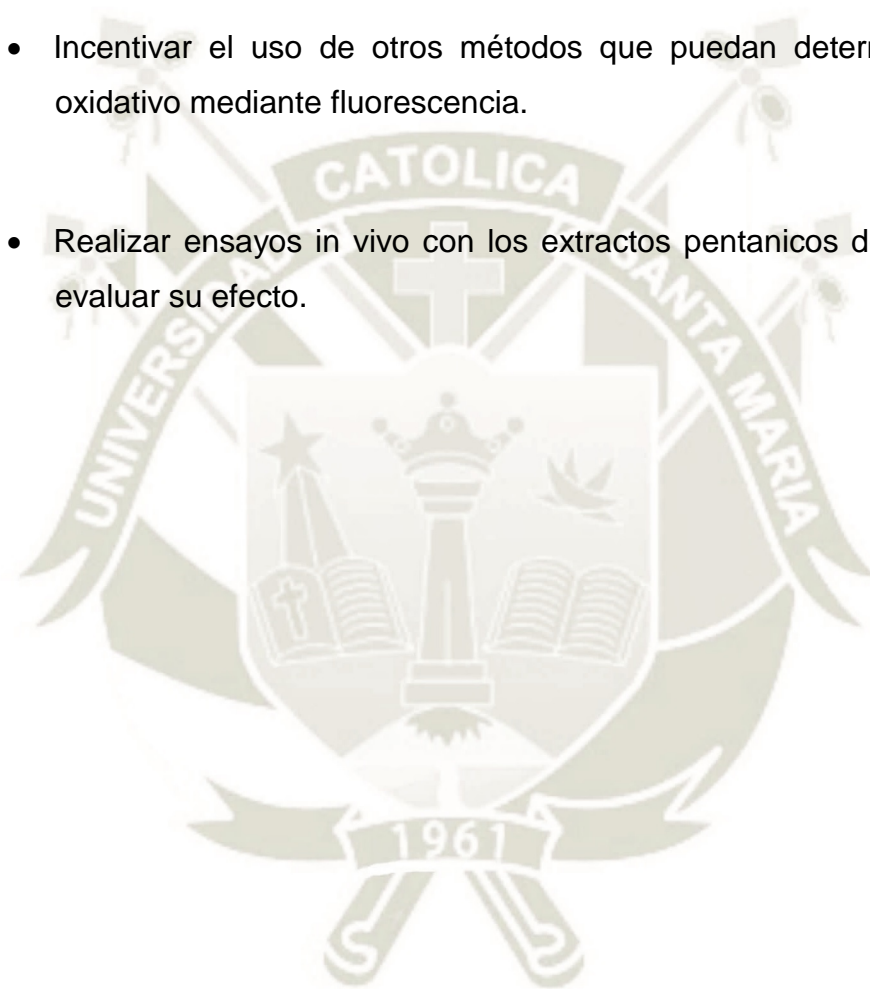 • Incentivar el uso de otros métodos que puedan
oxidativo mediante fluorescencia.
• Realizar ensayos in vivo con los extractos pentanicos
evaluar su efecto.
UNIVERSIDAD CATOLICA SANTA MARIA
1961